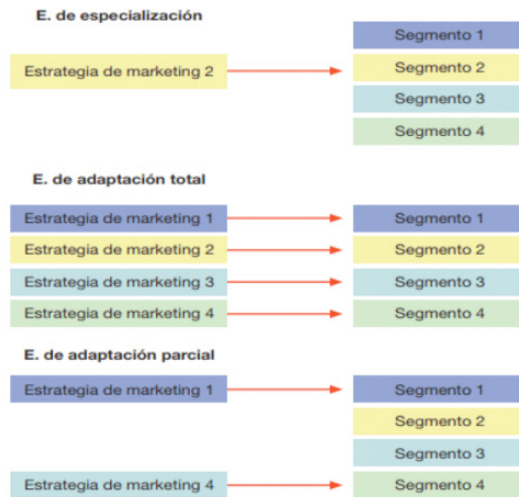 E. de especialización
Segmento 1
Estrategia de marketing 2
Segmento 2
Segmento 3
Segmento 4
E. de adaptación total
Estrategia de marketing 1
Segmento 1
Estrategia de marketing 2
Segmento 2
Estrategia de marketing 3
Segmento 3
Estrategia de marketing 4
Segmento 4
E. de adaptación parcial
Estrategia de marketing 1
Segmento 1
Segmento 2
Segmento 3
Estrategia de marketing 4
Segmento 4